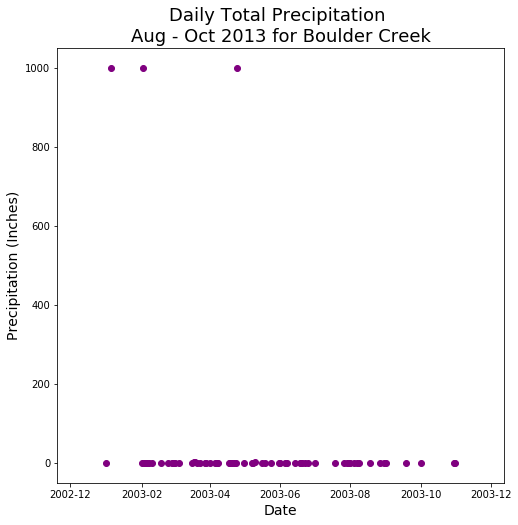 Daily Total Precipitation
Aug - Oct 2013 for Boulder Creek
Precipitation (Inches)
1000
800
600
400
200
0
2002-12 2003-02 2003-04 2003-06 2003-08 2003-10 2003-12
Date